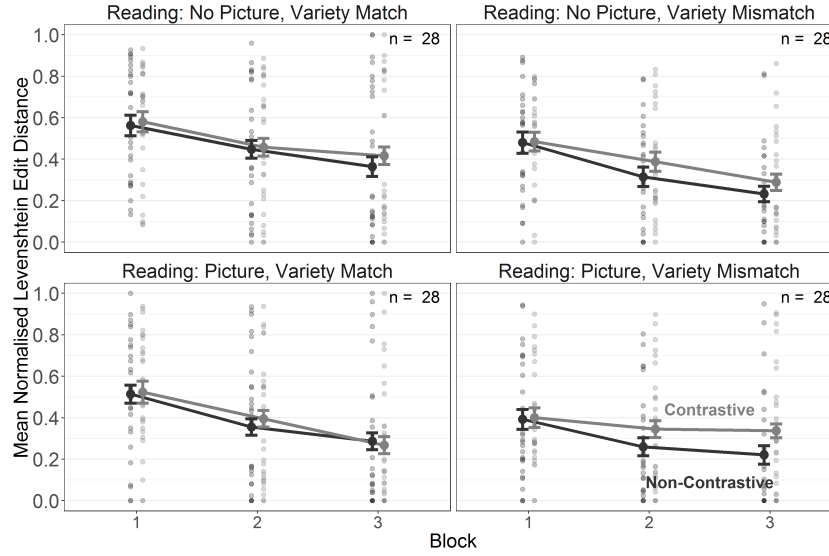 Reading: No Picture, Variety Match
Reading: No Picture, Variety Mismatch
Mean Normalised Levenshtein Edit Distance
1.0
0.8
0.6
0.4
0.2
0.0
n = 28
n = 28
Reading: Picture, Variety Match
Reading: Picture, Variety Mismatch
1.0
0.8
0.6
0.4
0.2
0.0
n = 28
n = 28
Contrastive
Non-Contrastive
1 2 3
1 2 3
Block